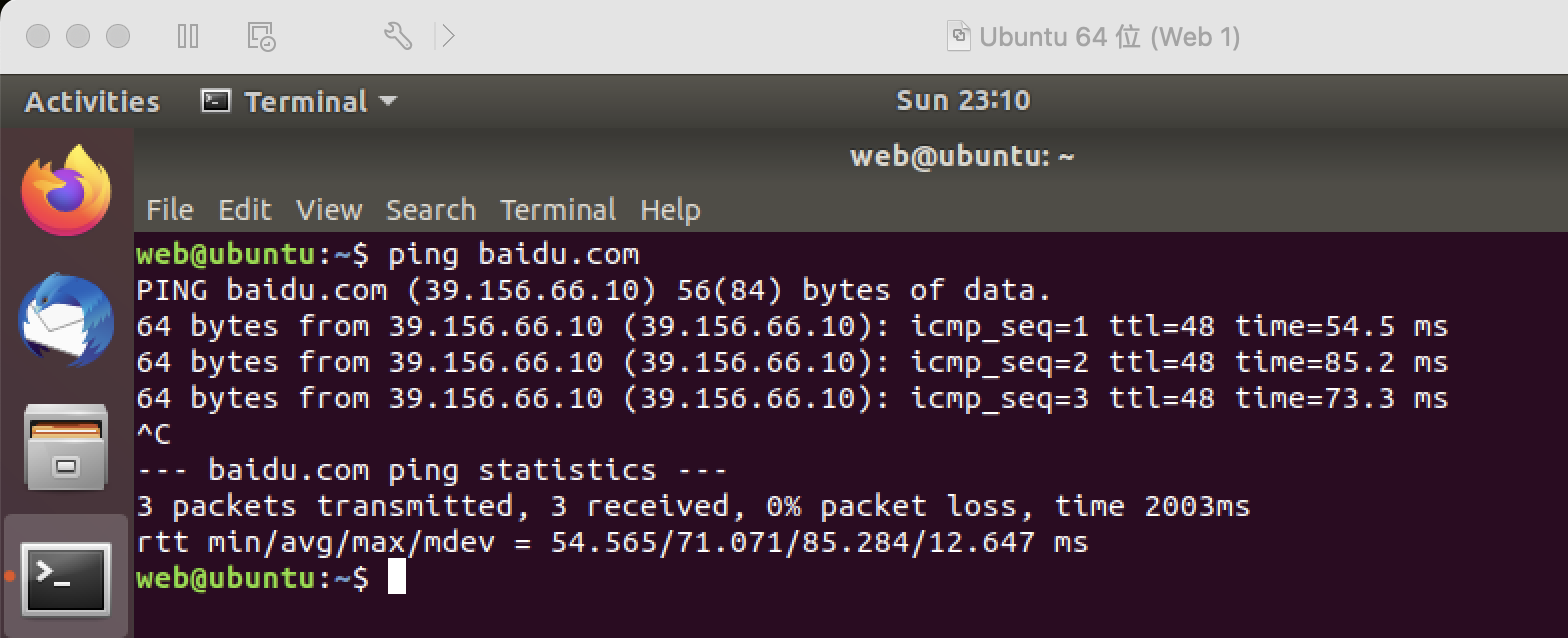 Ubuntu 64 位 (Web 1)
Activities Terminal Sun 23:10
web@ubuntu: ~
File Edit View Search Terminal Help
web@ubuntu:~$ ping baidu.com
PING baidu.com (39.156.66.10) 56(84) bytes of data.
64 bytes from 39.156.66.10 (39.156.66.10): icmp_seq=1 ttl=48 time=54.5 ms
64 bytes from 39.156.66.10 (39.156.66.10): icmp_seq=2 ttl=48 time=85.2 ms
64 bytes from 39.156.66.10 (39.156.66.10): icmp_seq=3 ttl=48 time=73.3 ms
^C
--- baidu.com ping statistics ---
3 packets transmitted, 3 received, 0% packet loss, time 2003ms
rtt min/avg/max/mdev = 54.565/71.071/85.284/12.647 ms
web@ubuntu:~$